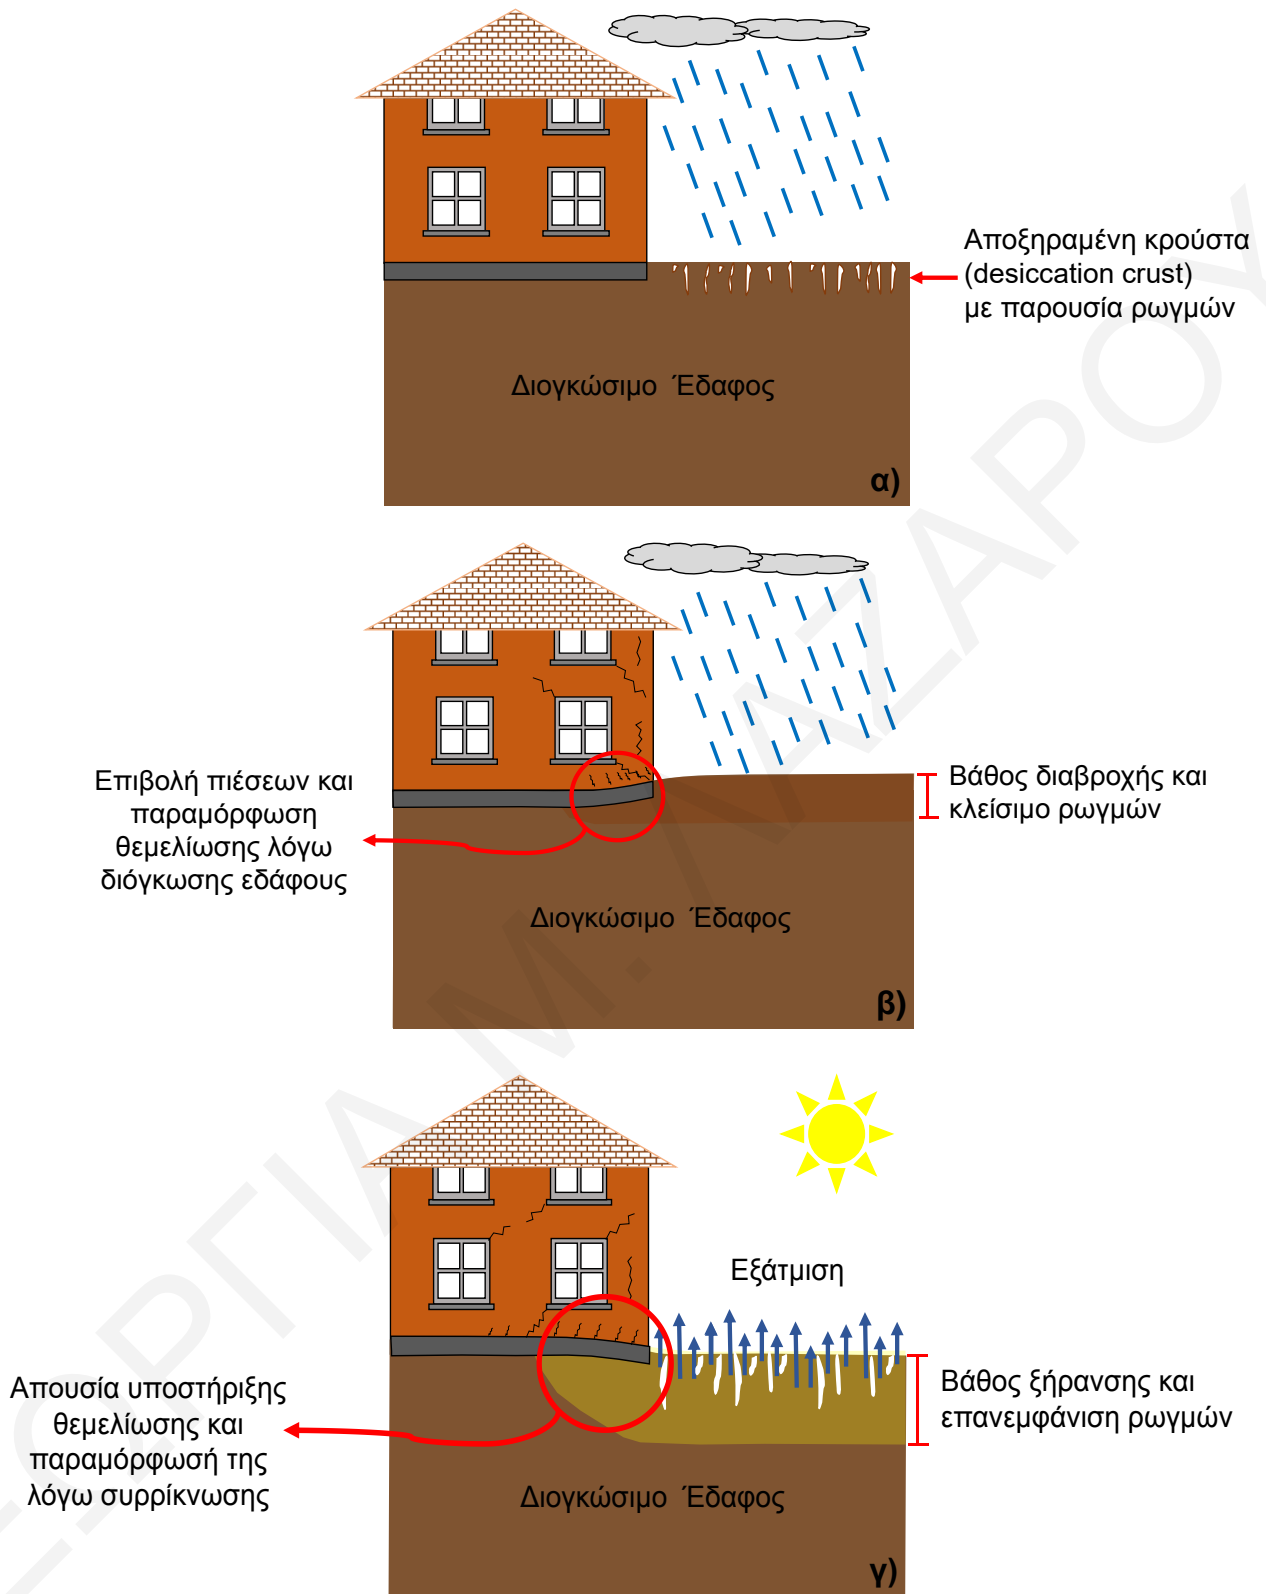 Αποξηραμένη κρούστα
(desiccation crust)
με παρουσία ρωγμών
Διογκώσιμο Έδαφος
α)
Επιβολή πιέσεων και
παραμόρφωση
θεμελίωσης λόγω
διόγκωσης εδάφους
Βάθος διαβροχής και
κλείσιμο ρωγμών
Διογκώσιμο Έδαφος
β)
Εξάτμιση
Απουσία υποστήριξης
θεμελίωσης και
παραμόρφωσή της
λόγω συρρίκνωσης
Βάθος ξήρανσης και
επανεμφάνιση ρωγμών
Διογκώσιμο Έδαφος
γ)
ΕΩΡΓΙΑ Μ. ΛΑΖΑΡΟΥ